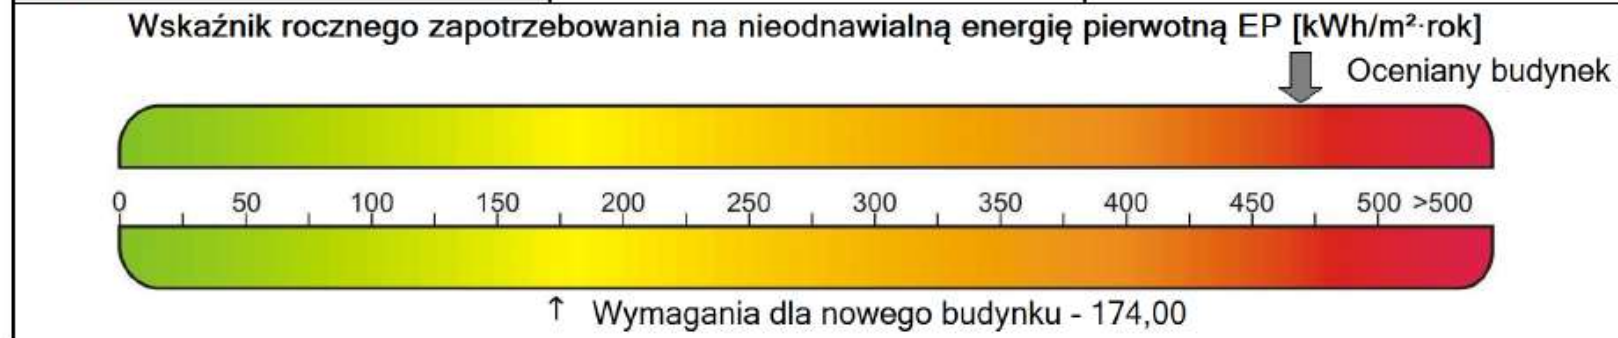 Wskaźnik rocznego zapotrzebowania na nieodnawialną energię pierwotną EP [kWh/m²·rok]
Oceniany budynek
0 50 100 150 200 250 300 350 400 450 500 >500
↑ Wymagania dla nowego budynku - 174,00